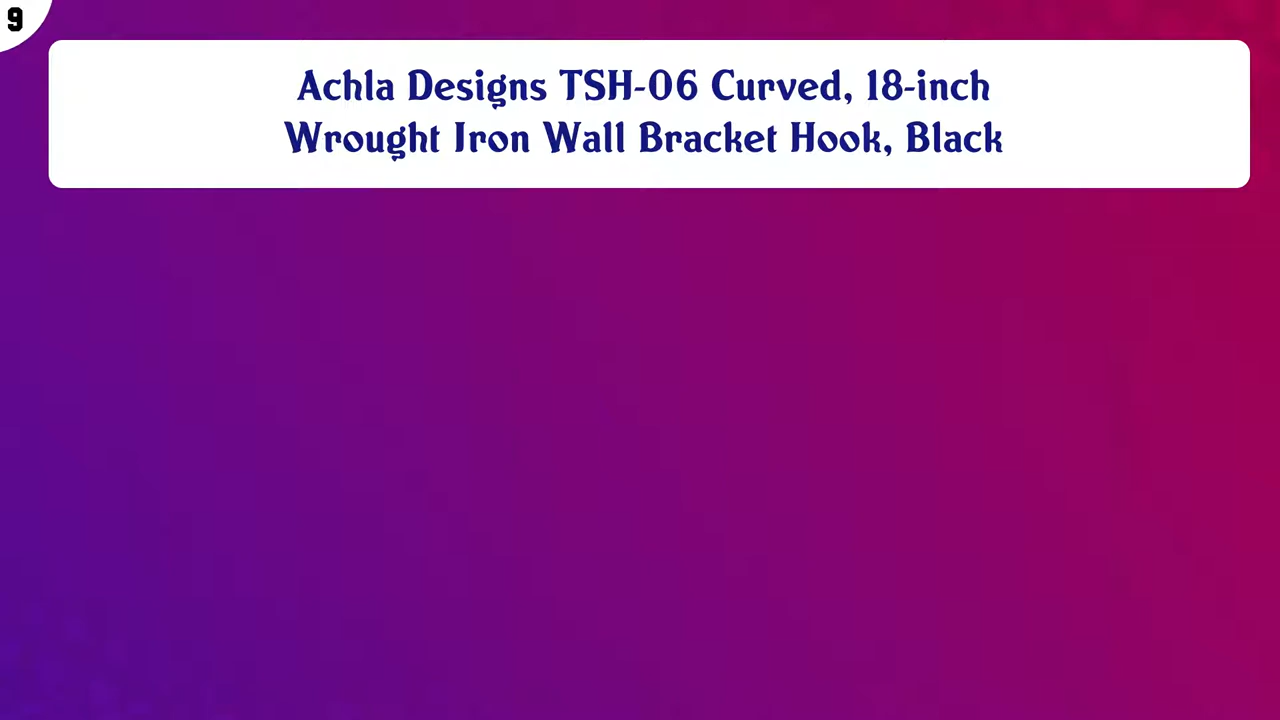 9
Achla Designs TSH-06 Curved, 18-inch
Wrought Iron Wall Bracket Hook, Black